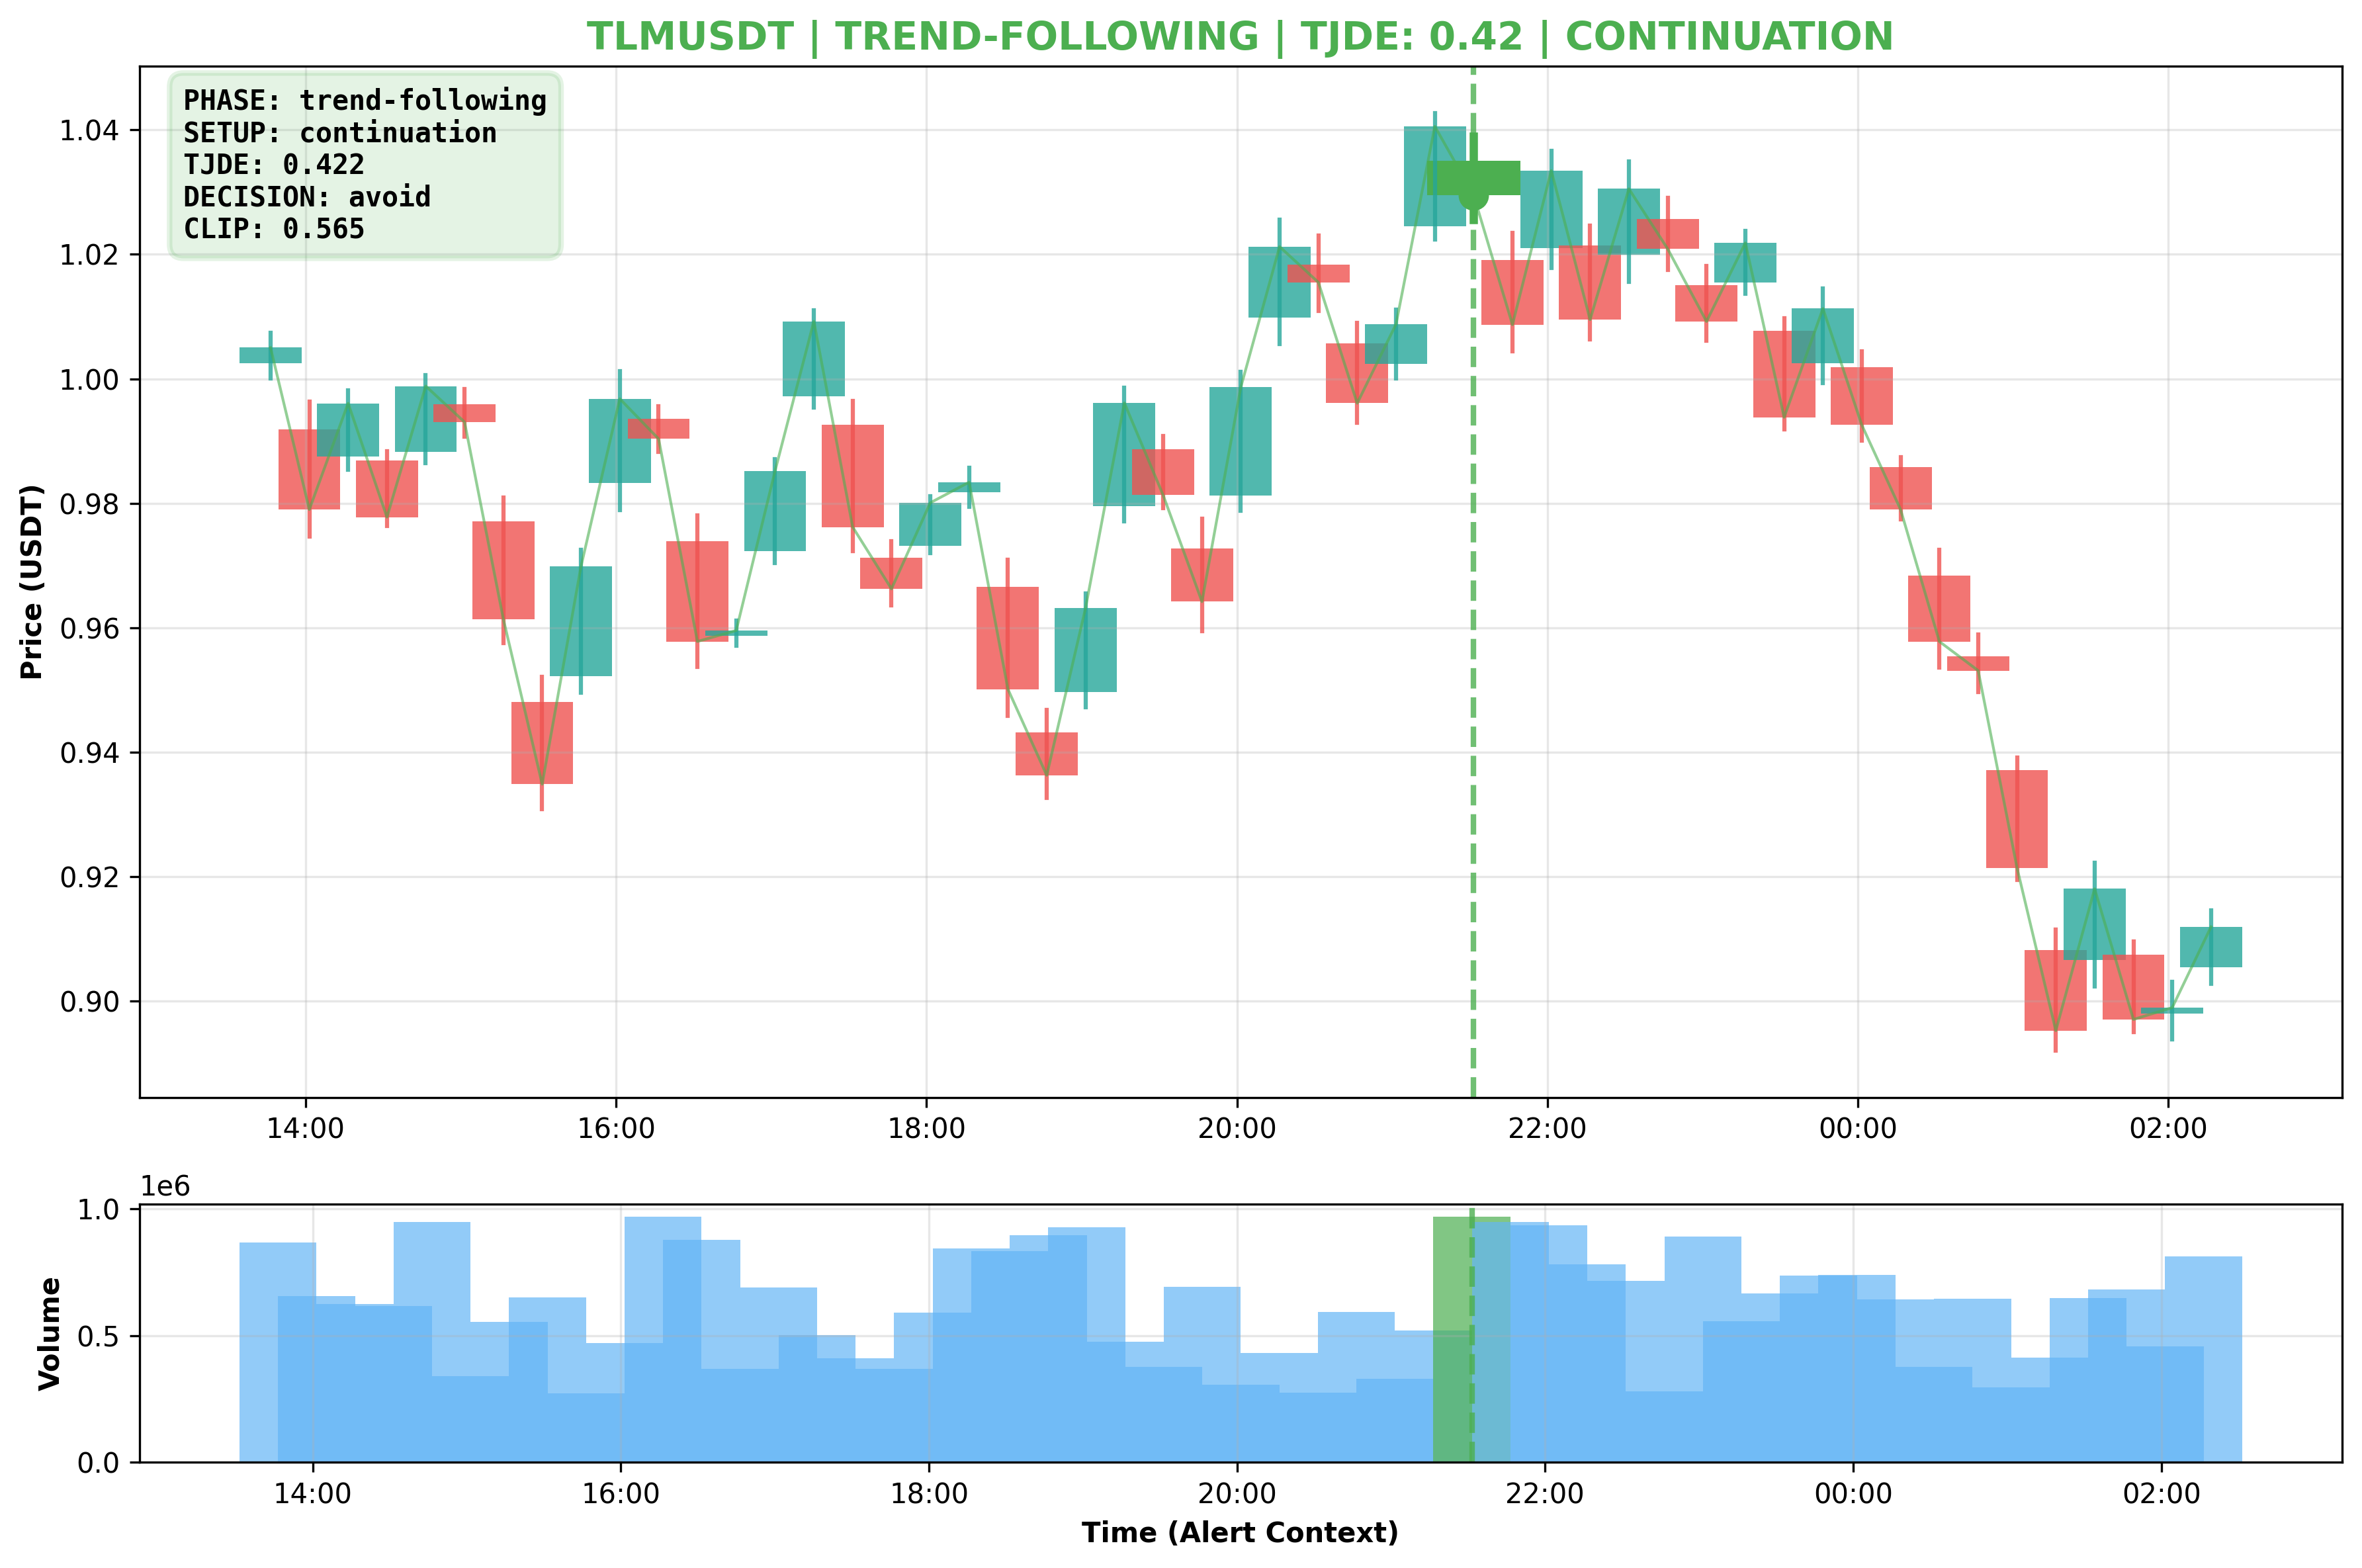 TLMUSDT | TREND-FOLLOWING | TJDE: 0.42 | CONTINUATION
PHASE: trend-following
SETUP: continuation
TJDE: 0.422
DECISION: avoid
CLIP: 0.565
Price (USDT)
1.04
1.02
1.00
0.98
0.96
0.94
0.92
0.90
14:00 16:00 18:00 20:00 22:00 00:00 02:00
1e6
Volume
1.0
0.5
0.0
14:00 16:00 18:00 20:00 22:00 00:00 02:00
Time (Alert Context)